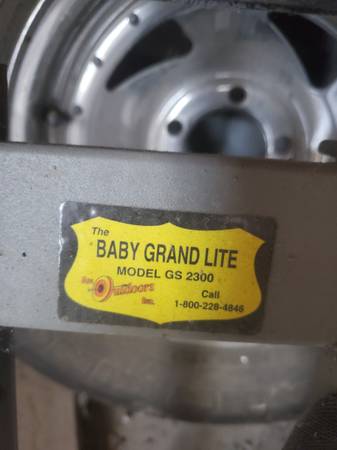 The
BABY GRAND LITE
MODEL GS 2300
Outdoors
Inc.
Call
1-800-228-4846